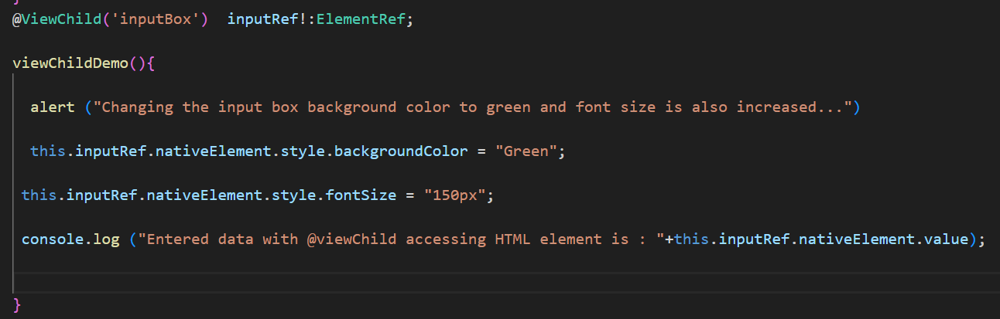 }
@ViewChild('inputBox')  inputRef!:ElementRef;
viewChildDemo(){
alert ("Changing the input box background color to green and font size is also increased...")
this.inputRef.nativeElement.style.backgroundColor = "Green";
this.inputRef.nativeElement.style.fontSize = "150px";
console.log ("Entered data with @viewChild accessing HTML element is : "+this.inputRef.nativeElement.value);
}